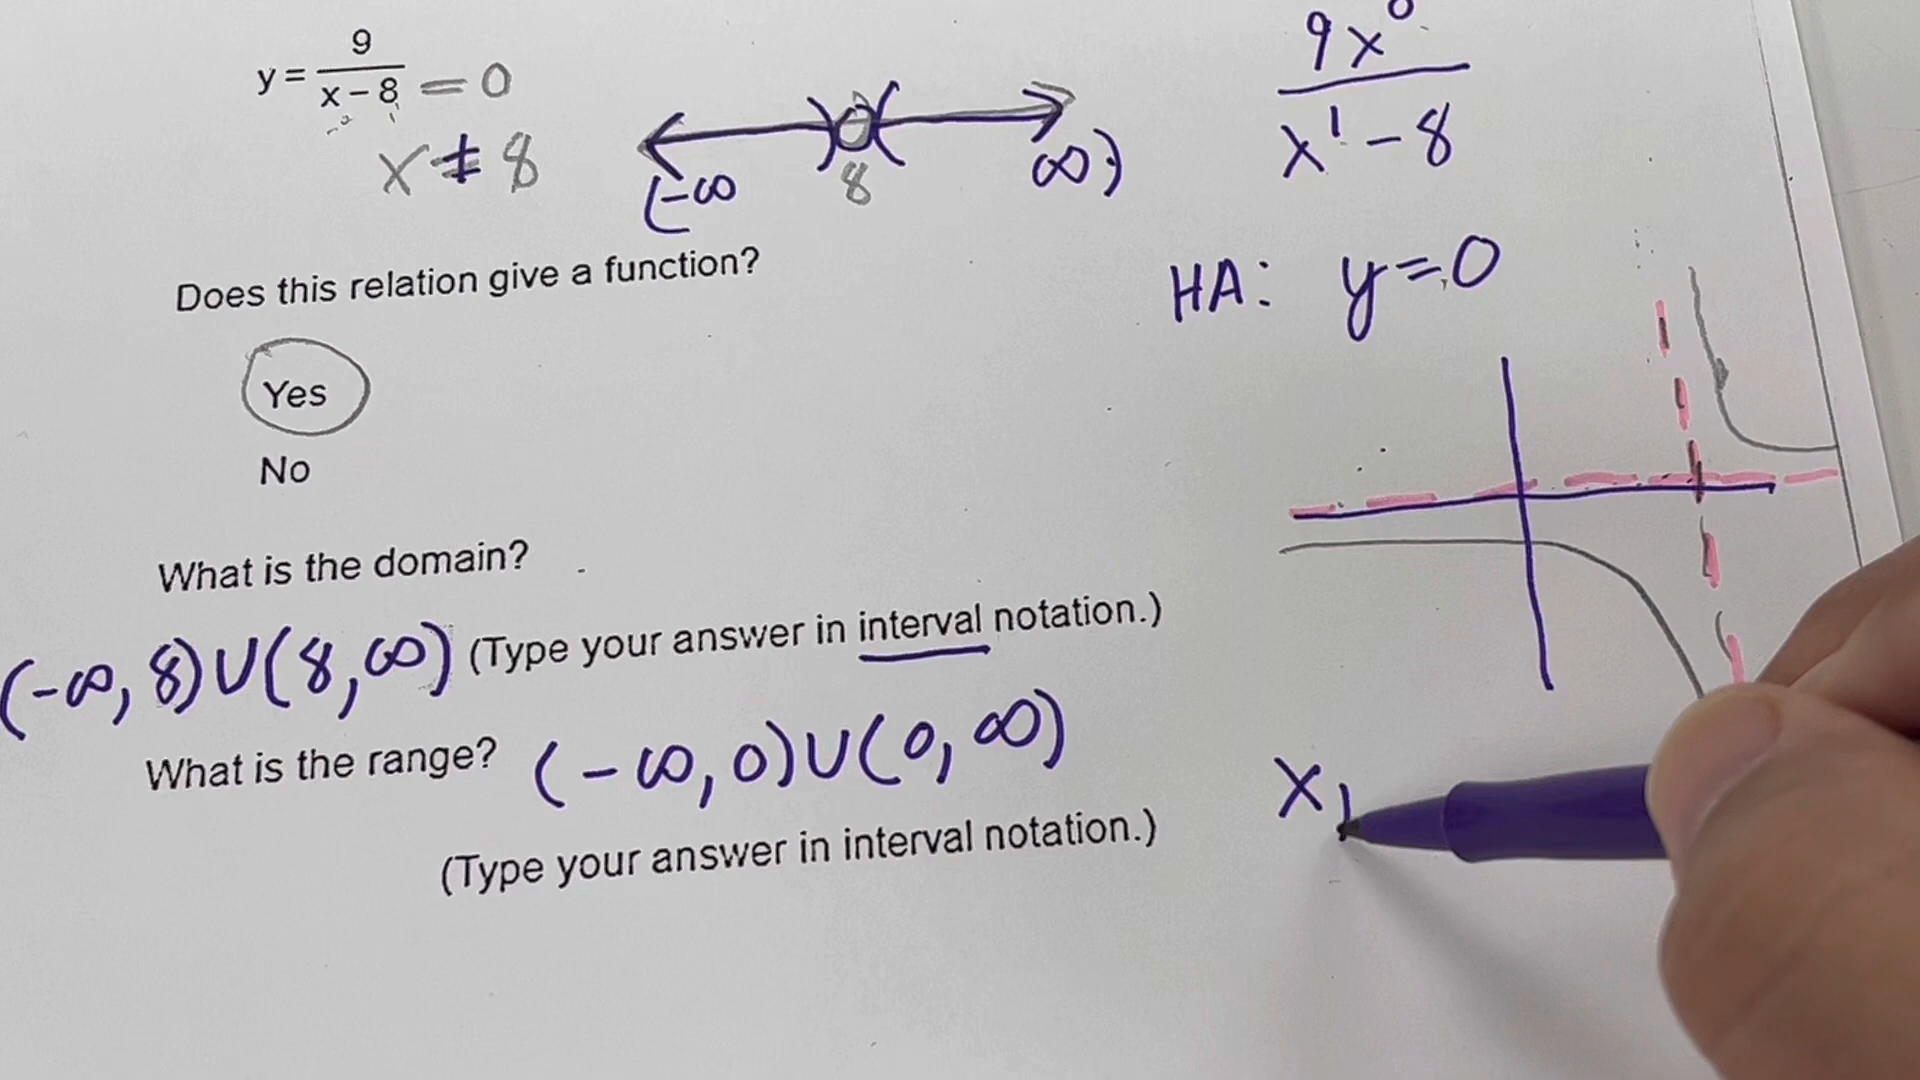 y = 9/(x − 8) = 0
x ≠ 8
(-∞ 8 ∞)
9x⁰/(x¹ - 8)
HA: y = 0
Does this relation give a function?
Yes
No
What is the domain?
(-∞, 8) ∪ (8, ∞) (Type your answer in interval notation.)
What is the range? (-∞, 0) ∪ (0, ∞)
(Type your answer in interval notation.)
x